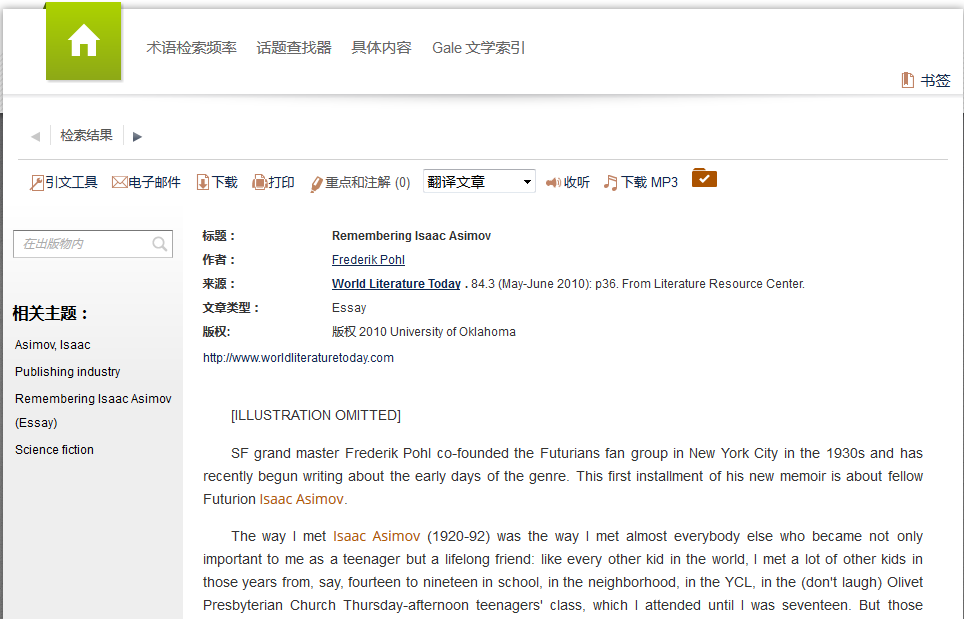 术语检索频率 话题查找器 具体内容 Gale 文学索引
书签
检索结果
引文工具 电子邮件 下载 打印 重点和注解 (0) 翻译文章 收听 下载 MP3
在出版物内
相关主题：
Asimov, Isaac
Publishing industry
Remembering Isaac Asimov
(Essay)
Science fiction
标题： Remembering Isaac Asimov
作者： Frederik Pohl
来源： World Literature Today . 84.3 (May-June 2010): p36. From Literature Resource Center.
文章类型： Essay
版权: 版权 2010 University of Oklahoma
http://www.worldliteraturetoday.com
[ILLUSTRATION OMITTED]
SF grand master Frederik Pohl co-founded the Futurians fan group in New York City in the 1930s and has
recently begun writing about the early days of the genre. This first installment of his new memoir is about fellow
Futurion Isaac Asimov.
The way I met Isaac Asimov (1920-92) was the way I met almost everybody else who became not only
important to me as a teenager but a lifelong friend: like every other kid in the world, I met a lot of other kids in
those years from, say, fourteen to nineteen in school, in the neighborhood, in the YCL, in the (don't laugh) Olivet
Presbyterian Church Thursday-afternoon teenagers' class, which I attended until I was seventeen. But those